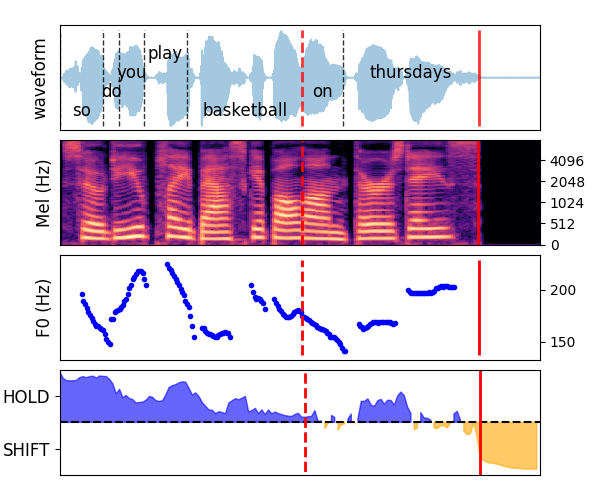 waveform
so
do
you
play
basketball
on
thursdays
Mel (Hz)
4096
2048
1024
512
0
F0 (Hz)
200
150
HOLD
SHIFT